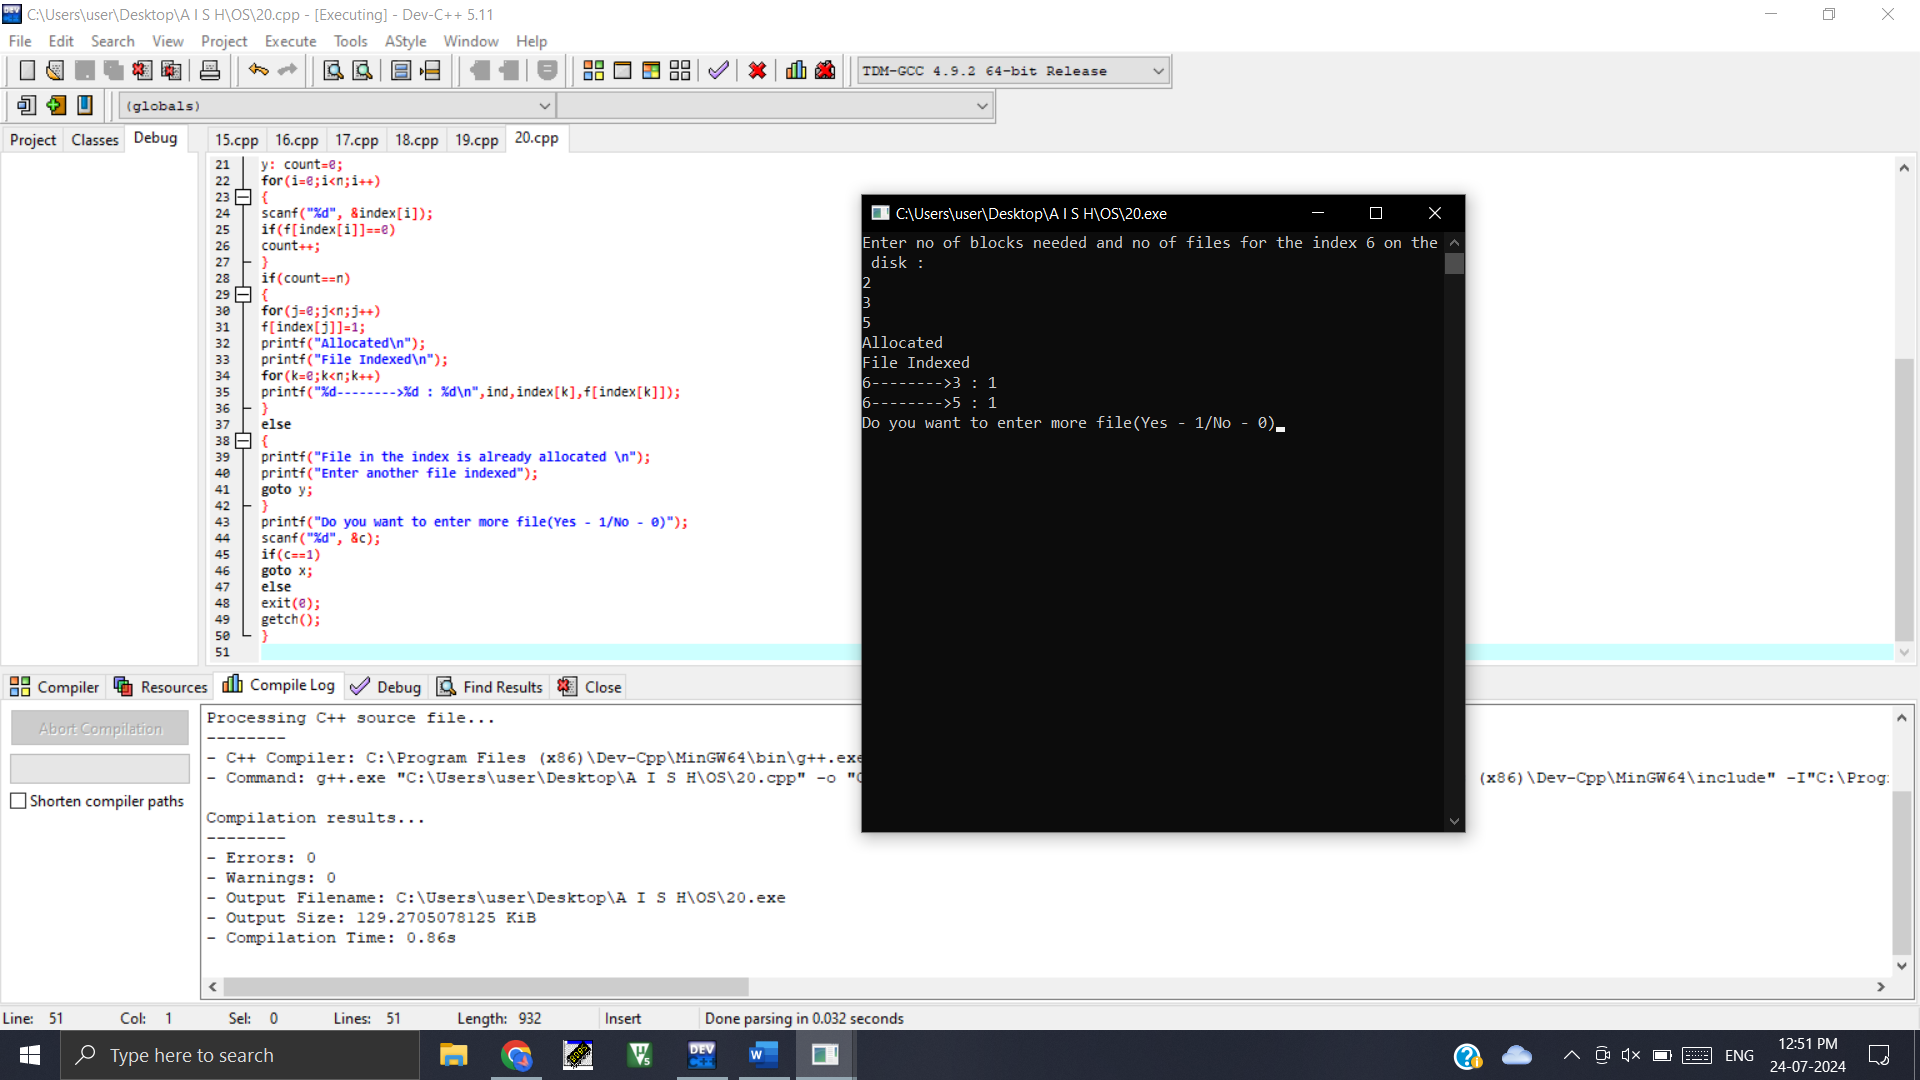 C:\Users\user\Desktop\A I S H\OS\20.cpp - [Executing] - Dev-C++ 5.11
File Edit Search View Project Execute Tools AStyle Window Help
TDM-GCC 4.9.2 64-bit Release
(globals)
Project Classes Debug 15.cpp 16.cpp 17.cpp 18.cpp 19.cpp 20.cpp
21 y: count=0;
22 for(i=0;i<n;i++)
23 {
24 scanf("%d", &index[i]);
25 if(f[index[i]]==0)
26 count++;
27 }
28 if(count==n)
29 {
30 for(j=0;j<n;j++)
31 f[index[j]]=1;
32 printf("Allocated\n");
33 printf("File Indexed\n");
34 for(k=0;k<n;k++)
35 printf("%d-------->%d : %d\n",ind,index[k],f[index[k]]);
36 }
37 else
38 {
39 printf("File in the index is already allocated \n");
40 printf("Enter another file indexed");
41 goto y;
42 }
43 printf("Do you want to enter more file(Yes - 1/No - 0)");
44 scanf("%d", &c);
45 if(c==1)
46 goto x;
47 else
48 exit(0);
49 getch();
50 }
51
C:\Users\user\Desktop\A I S H\OS\20.exe
Enter no of blocks needed and no of files for the index 6 on the
disk :
2
3
5
Allocated
File Indexed
6-------->3 : 1
6-------->5 : 1
Do you want to enter more file(Yes - 1/No - 0)
Compiler Resources Compile Log Debug Find Results Close
Abort Compilation
Shorten compiler paths
Processing C++ source file...
--------
- C++ Compiler: C:\Program Files (x86)\Dev-Cpp\MinGW64\bin\g++.exe
- Command: g++.exe "C:\Users\user\Desktop\A I S H\OS\20.cpp" -o "C (x86)\Dev-Cpp\MinGW64\include" -I"C:\Prog
Compilation results...
--------
- Errors: 0
- Warnings: 0
- Output Filename: C:\Users\user\Desktop\A I S H\OS\20.exe
- Output Size: 129.2705078125 KiB
- Compilation Time: 0.86s
Line: 51 Col: 1 Sel: 0 Lines: 51 Length: 932 Insert Done parsing in 0.032 seconds
Type here to search
ENG
12:51 PM
24-07-2024